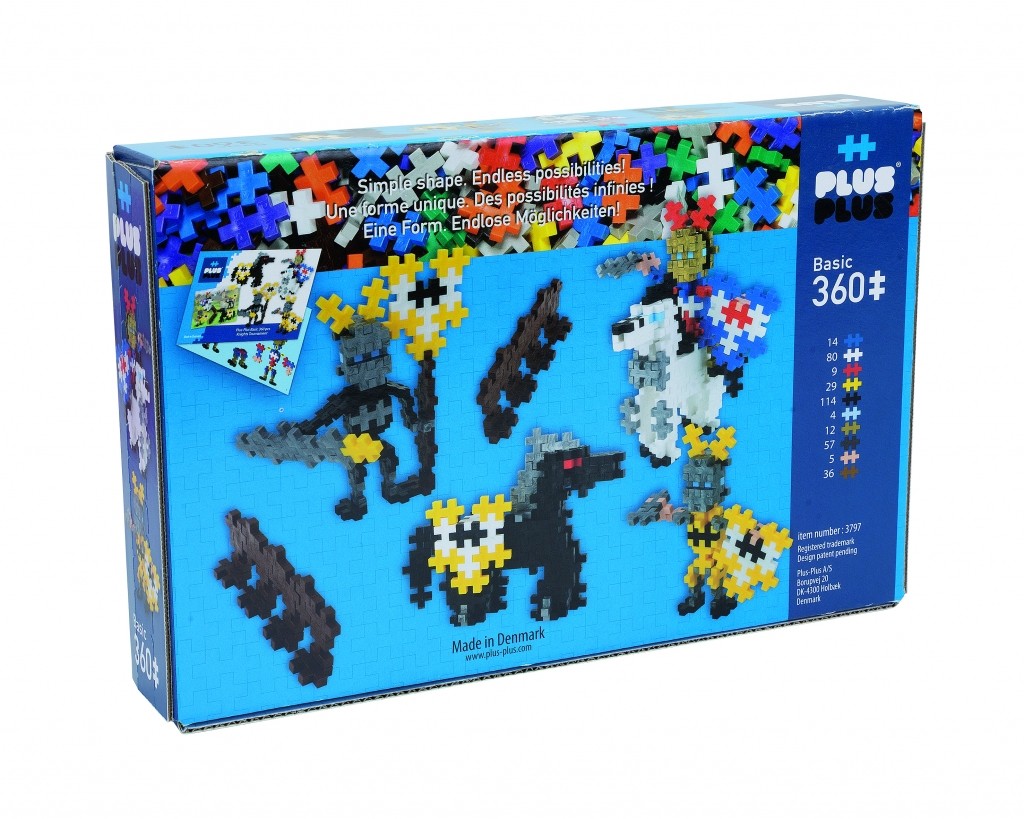 Simple shape. Endless possibilities!
Une forme unique. Des possibilités infinies !
Eine Form. Endlose Möglichkeiten!
PLUS
PLUS®
Basic
360
14
80
9
29
114
4
12
57
5
36
item number : 3797
Registered trademark
Design patent pending
Plus-Plus A/S
Borupvej 20
DK-4300 Holbæk
Denmark
Made in Denmark
www.plus-plus.com
PLUS
PLUS
Basic
360
PLUS
360